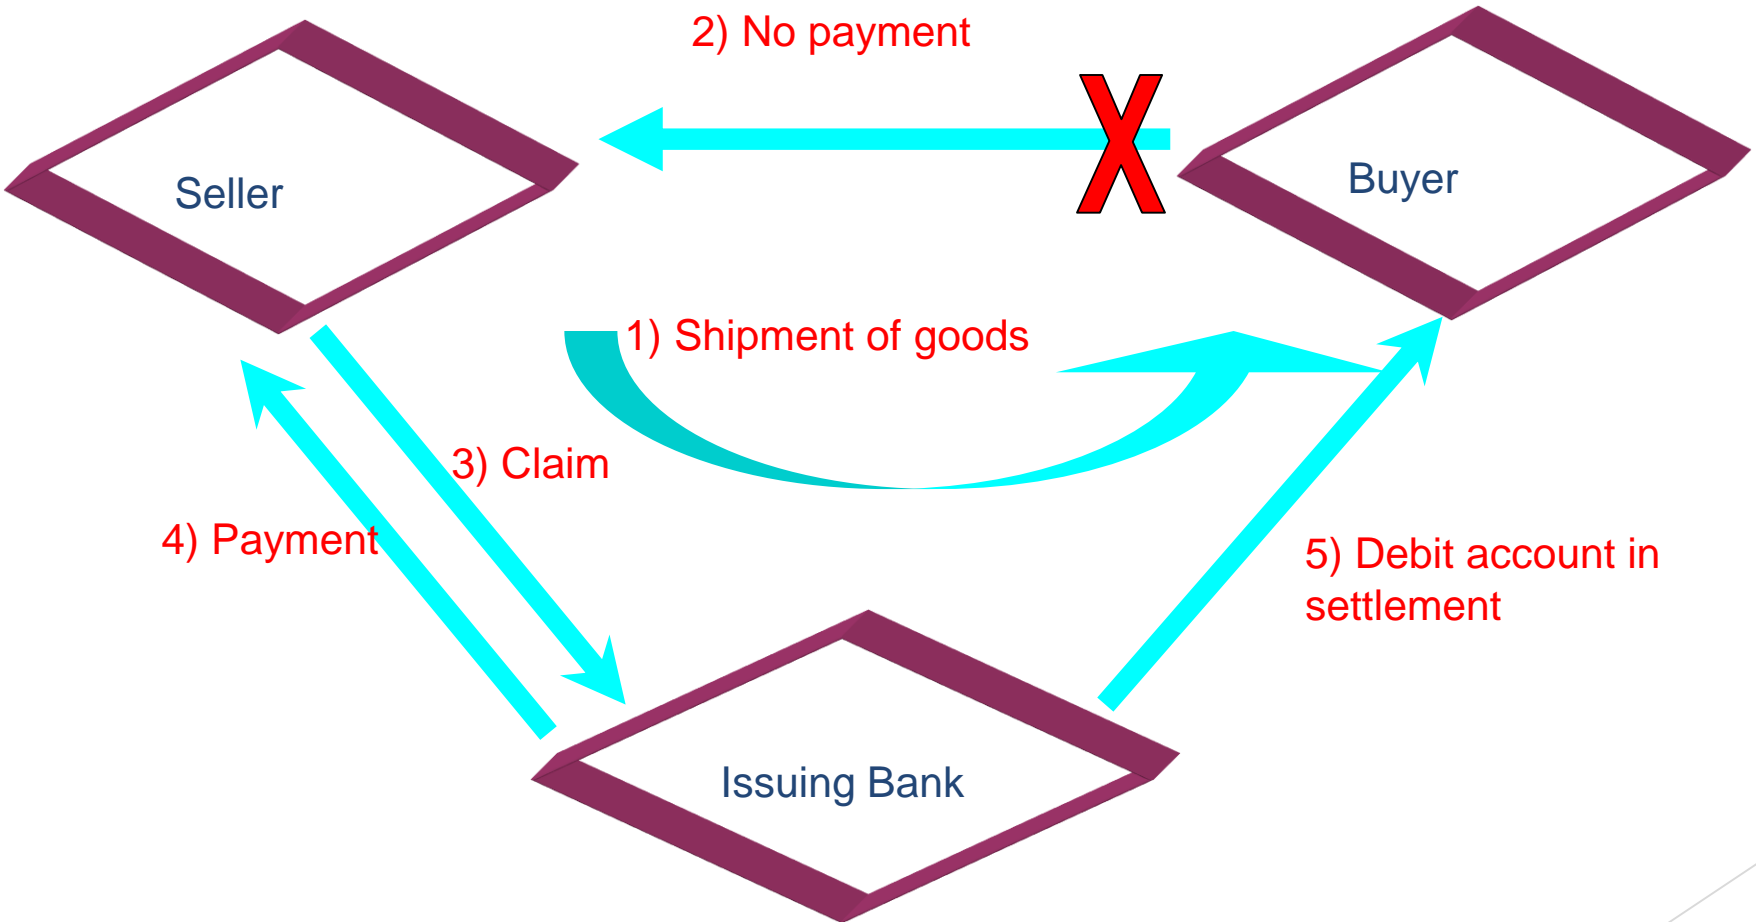 2) No payment
Seller
Buyer
1) Shipment of goods
3) Claim
4) Payment
5) Debit account in
settlement
Issuing Bank